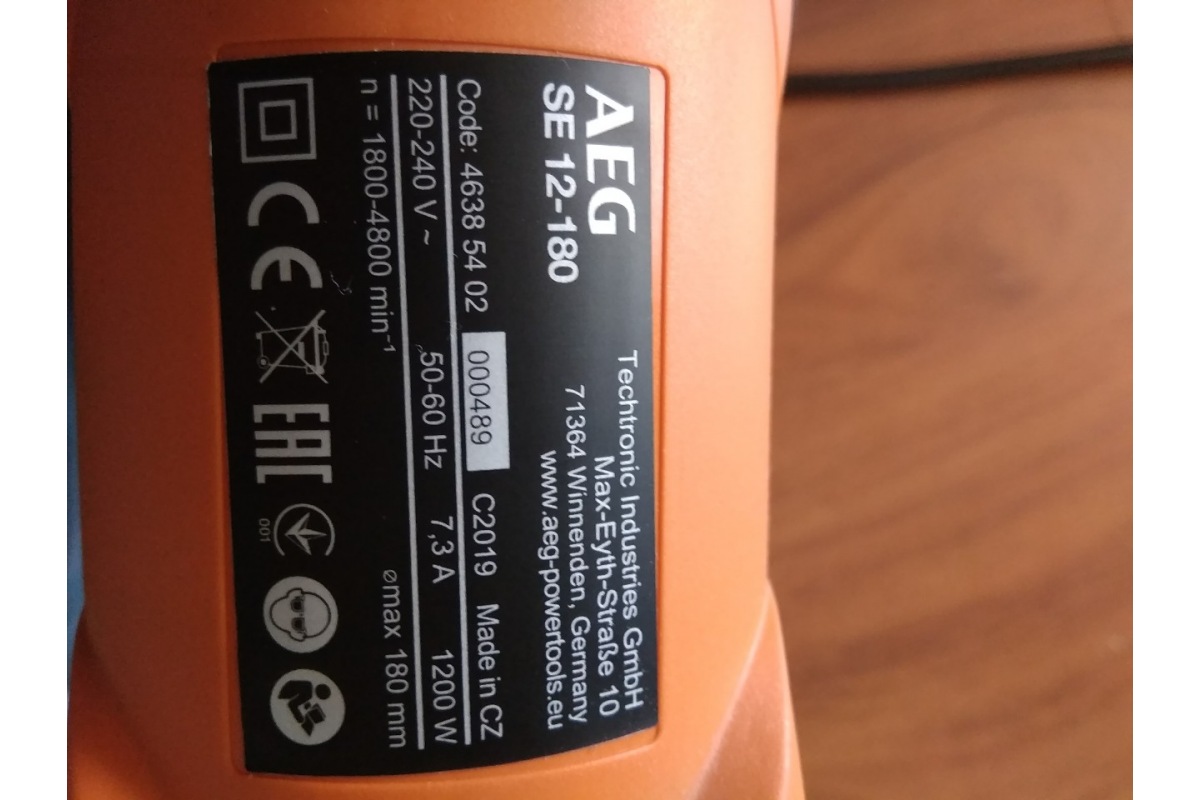 AEG
SE 12-180
Techtronic Industries GmbH
Max-Eyth-Straße 10
71364 Winnenden, Germany
www.aeg-powertools.eu
Code: 4638 54 02 000489 C2019 Made in CZ
220-240 V ~ 50-60 Hz 7,3 A 1200 W
n = 1800-4800 min⁻¹ ømax 180 mm
CE EAC 001